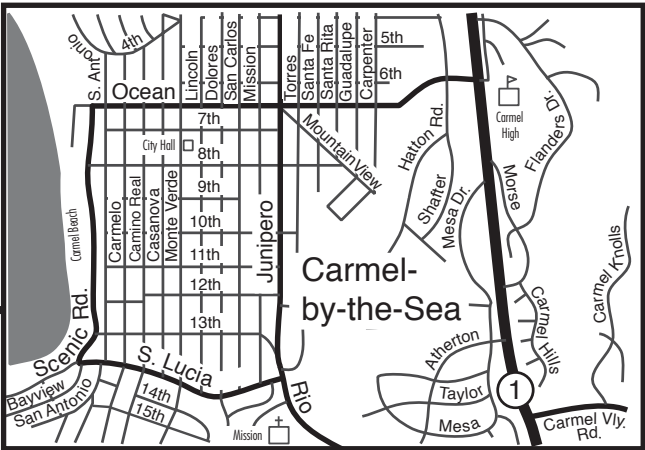 S. Antonio
4th
Lincoln
Dolores
San Carlos
Mission
Torres
Santa Fe
Santa Rita
Guadalupe
Carpenter
5th
6th
Ocean
7th
City Hall
8th
Mountain View
Hatton Rd.
Carmel
High
Flanders Dr.
Shafter
Mesa Dr.
Morse
Carmelo
Camino Real
Casanova
Monte Verde
9th
10th
11th
12th
13th
Junipero
Carmel Beach
Carmel-
by-the-Sea
Carmel Knolls
Carmel Hills
Scenic Rd.
S. Lucia
Atherton
Taylor
Mesa
1
Bayview
San Antonio
14th
15th
Mission
Rio
Carmel Vly.
Rd.